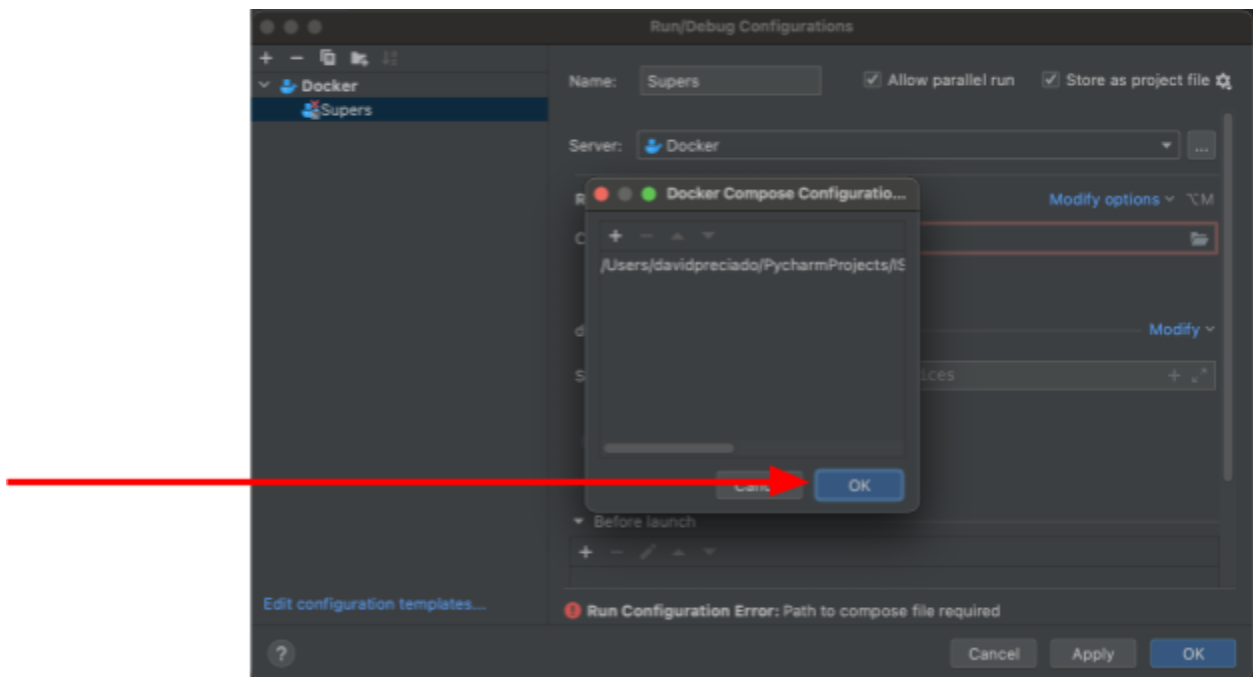 Run/Debug Configurations
Docker
Supers
Name: Supers Allow parallel run Store as project file
Server: Docker ...
R Modify options ⌥M
C
d Modify
S ices
Docker Compose Configuratio...
/Users/davidpreciado/PycharmProjects/IS
OK
Before launch
Edit configuration templates...
Run Configuration Error: Path to compose file required
? Cancel Apply OK